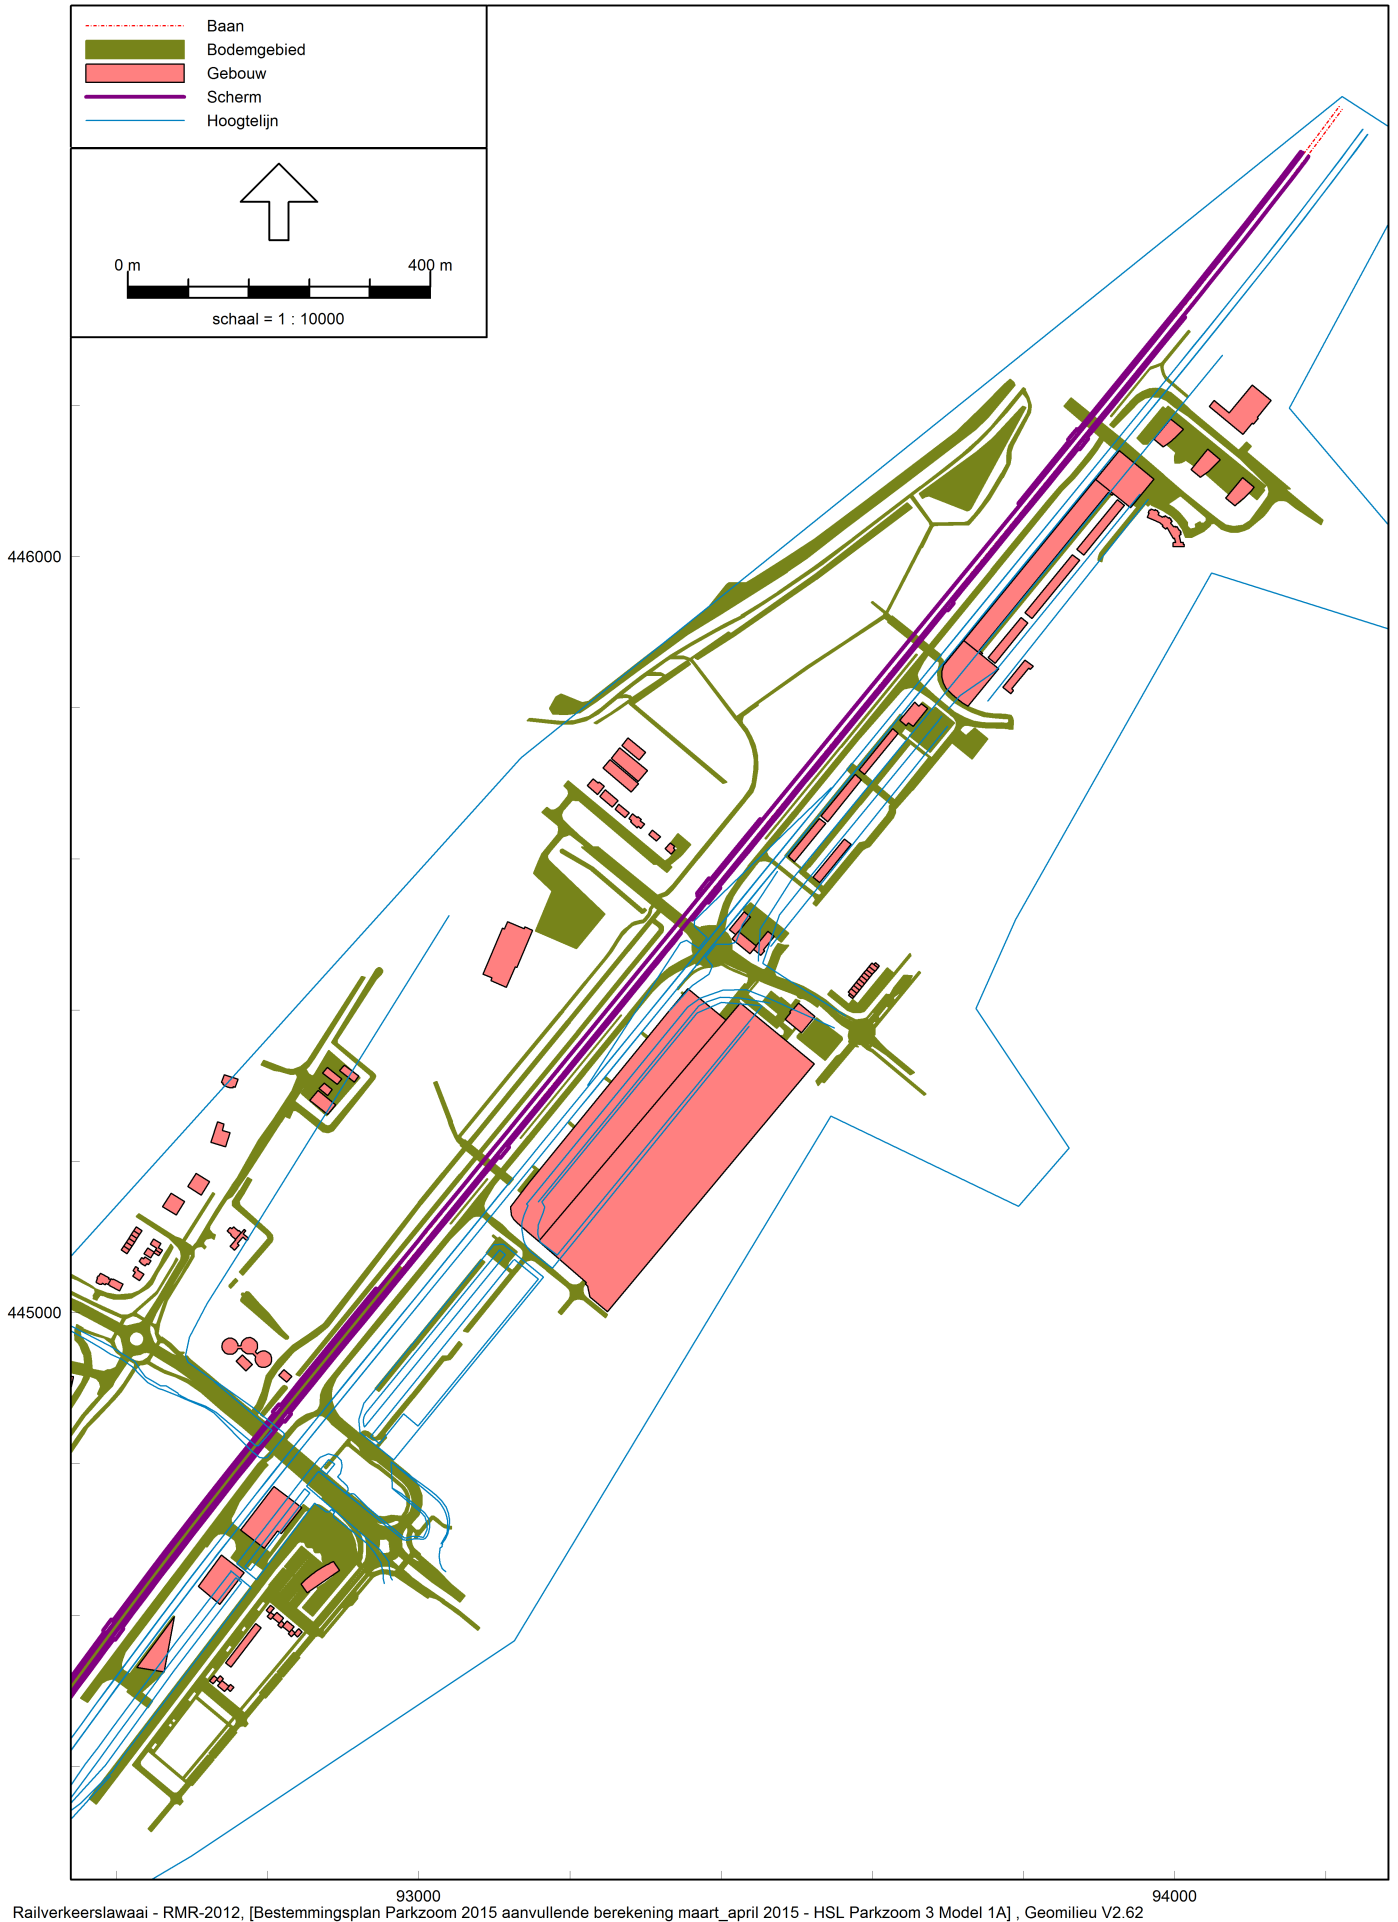 Baan
Bodemgebied
Gebouw
Scherm
Hoogtelijn
0 m 400 m
schaal = 1 : 10000
446000
445000
93000 94000
Railverkeerslawaai - RMR-2012, [Bestemmingsplan Parkzoom 2015 aanvullende berekening maart_april 2015 - HSL Parkzoom 3 Model 1A] , Geomilieu V2.62